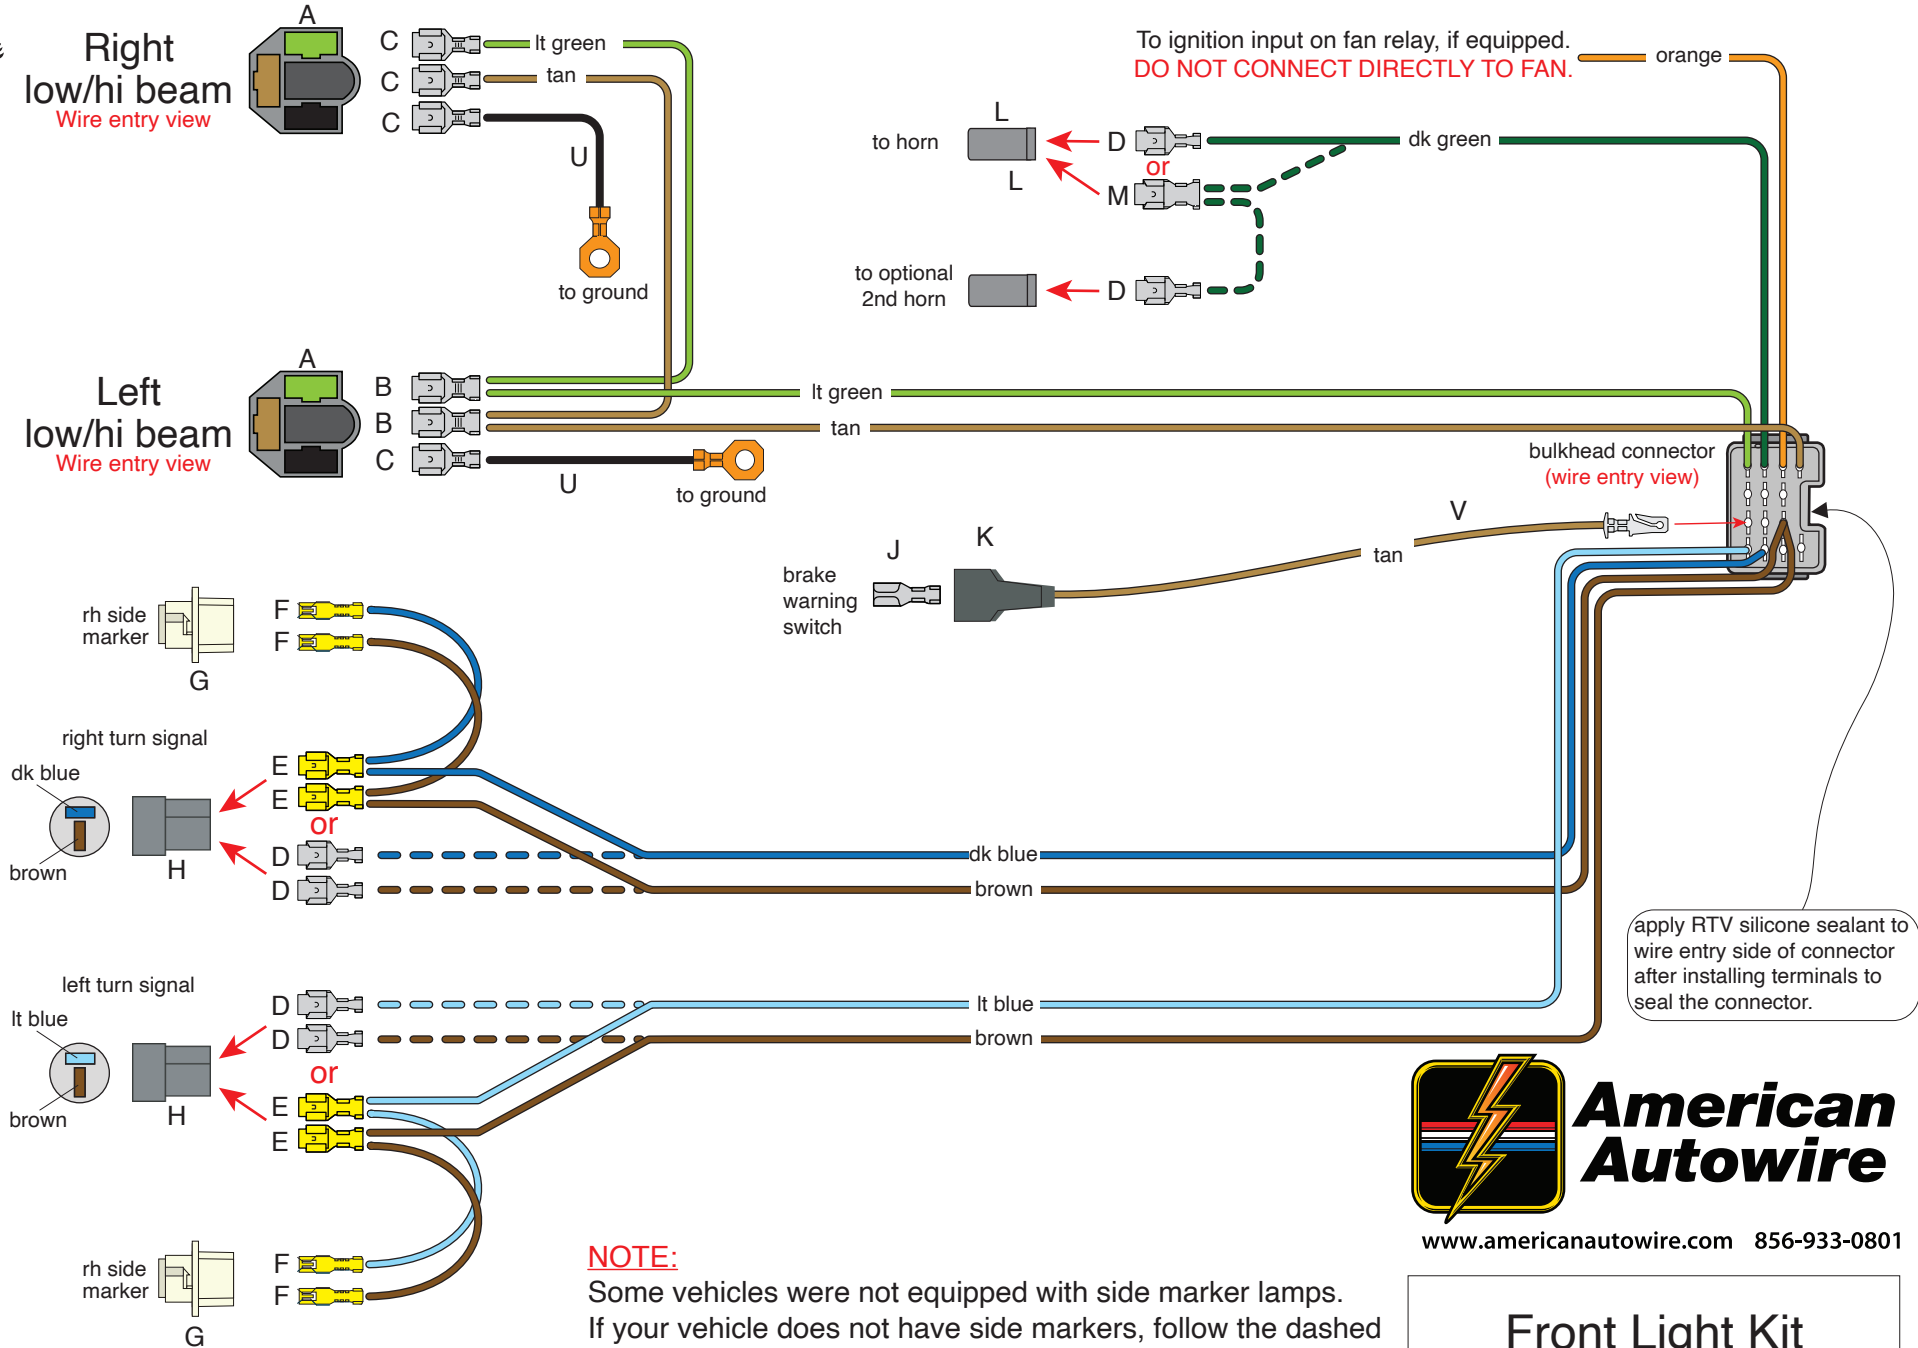 A
Right
low/hi beam
Wire entry view
C
lt green
C
tan
C
U
to ground
To ignition input on fan relay, if equipped.
DO NOT CONNECT DIRECTLY TO FAN.
orange
L
to horn
D
dk green
or
L
M
to optional
2nd horn
D
A
Left
low/hi beam
Wire entry view
B
lt green
B
tan
C
U
to ground
bulkhead connector
(wire entry view)
V
J
K
tan
brake
warning
switch
rh side
marker
F
F
G
right turn signal
dk blue
E
E
or
brown
H
D
dk blue
D
brown
apply RTV silicone sealant to
wire entry side of connector
after installing terminals to
seal the connector.
left turn signal
lt blue
D
lt blue
D
brown
or
brown
H
E
E
American
Autowire
www.americanautowire.com 856-933-0801
rh side
marker
F
F
G
NOTE:
Some vehicles were not equipped with side marker lamps.
If your vehicle does not have side markers, follow the dashed
Front Light Kit